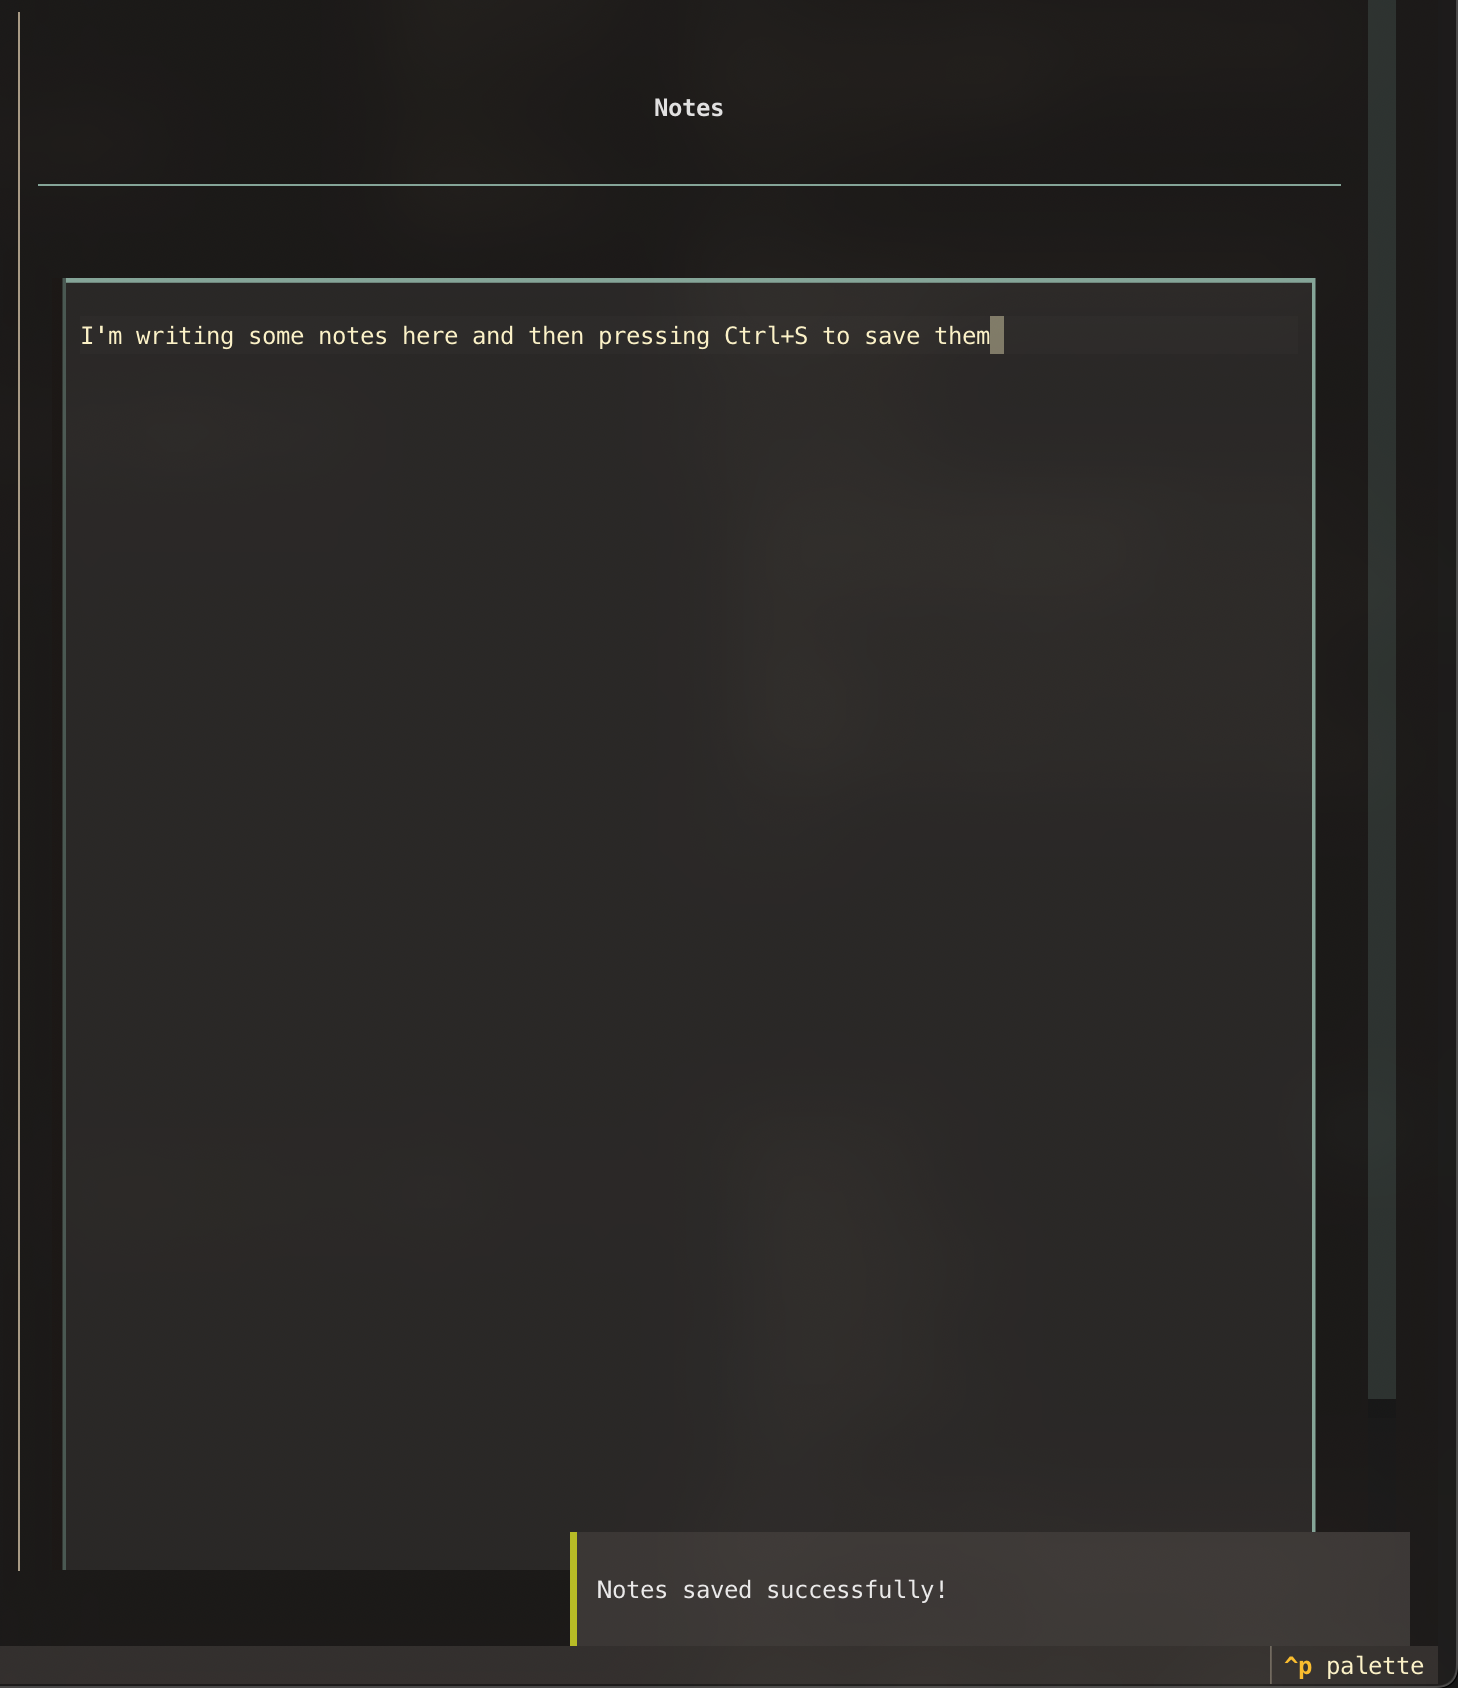 Notes
I'm writing some notes here and then pressing Ctrl+S to save them
Notes saved successfully!
^p palette